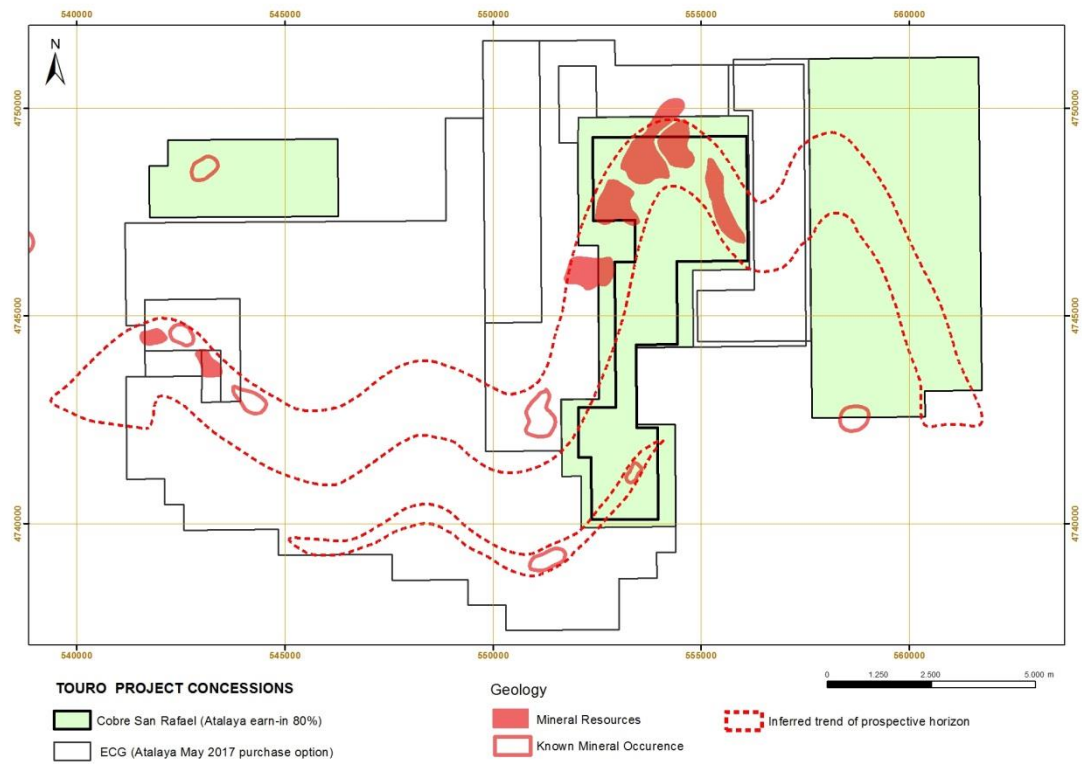 540000 545000 550000 555000 560000
N
4750000 4750000
4745000 4745000
4740000 4740000
540000 545000 550000 555000 560000
TOURO PROJECT CONCESSIONS
Cobre San Rafael (Atalaya earn-in 80%)
ECG (Atalaya May 2017 purchase option)
Geology
Mineral Resources
Known Mineral Occurence
Inferred trend of prospective horizon
0 1.250 2.500 5.000 m